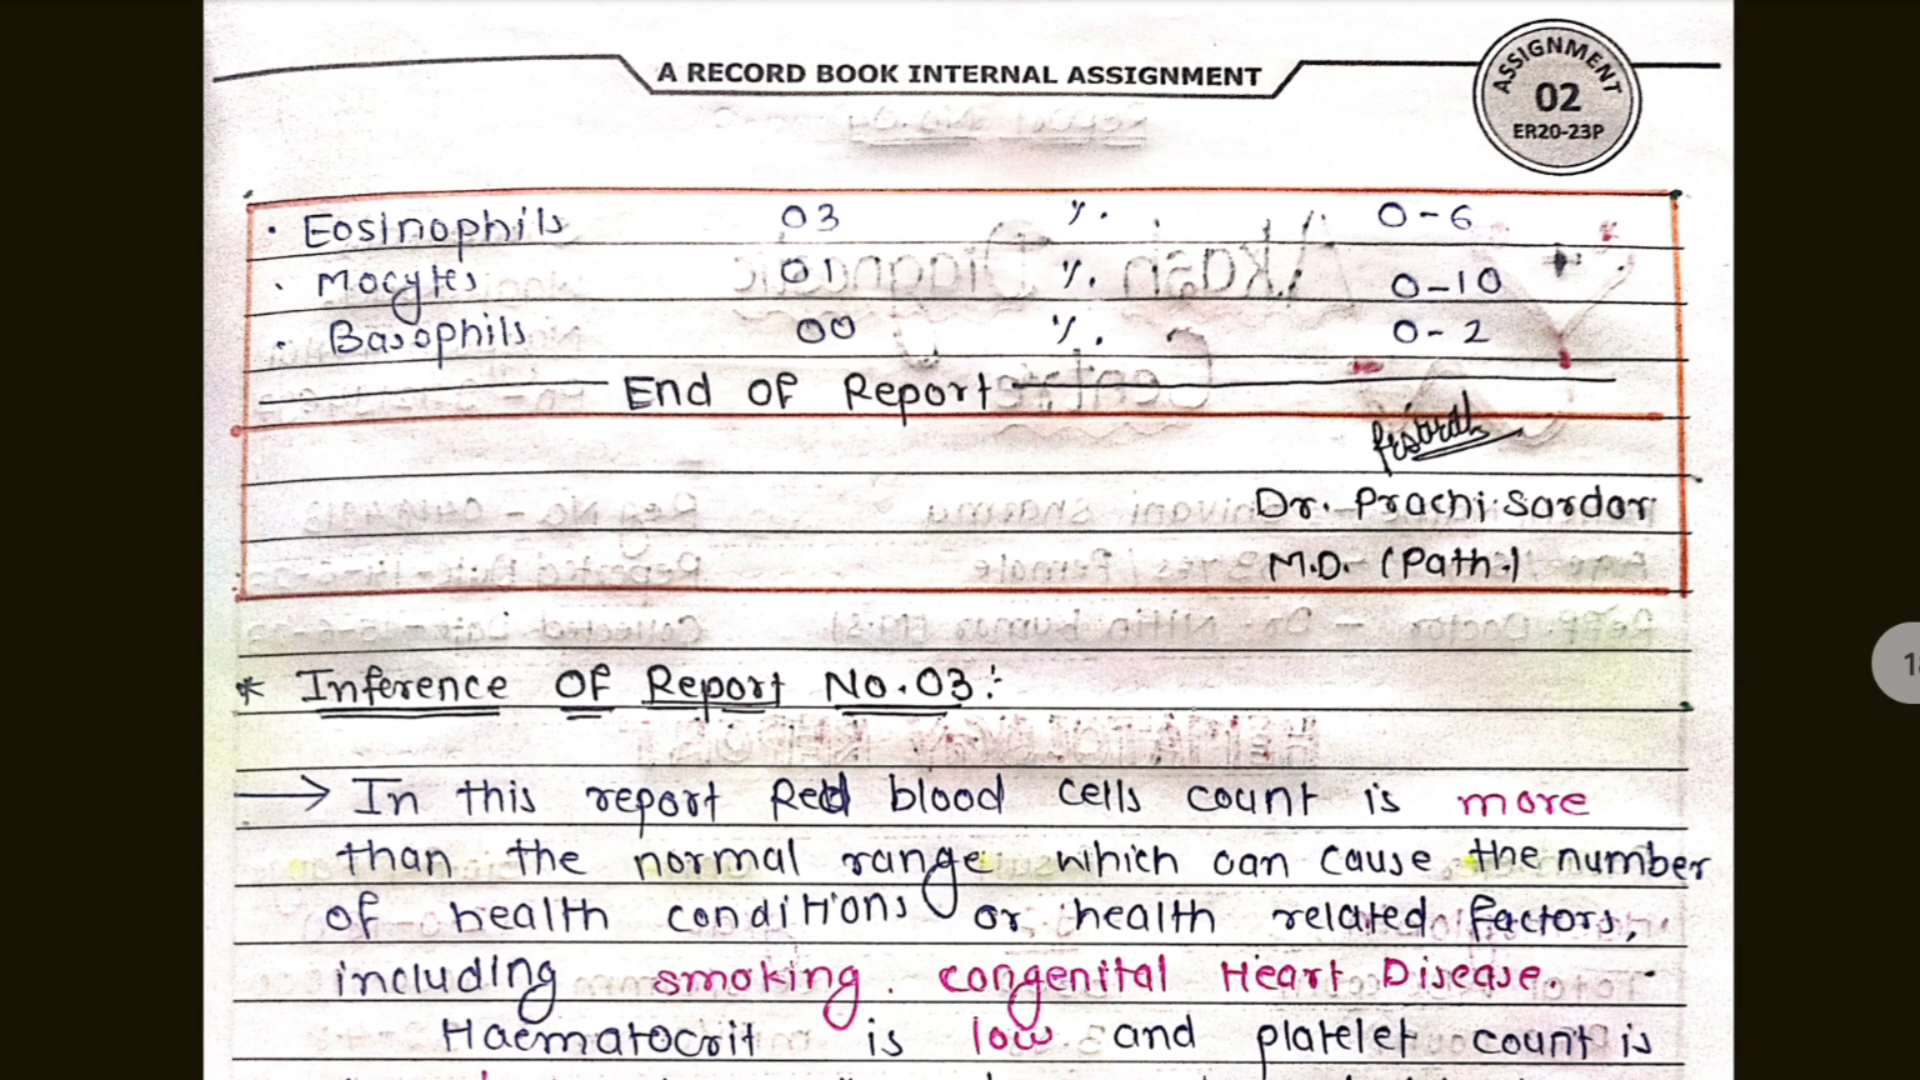 A RECORD BOOK INTERNAL ASSIGNMENT
ASSIGNMENT
02
ER20-23P
· Eosinophils 03 %. 0-6
· Mocytes 01 %. 0-10
· Basophils 00 %. 0-2
End Of Report
Dr. Prachi Sardar
M.D. (Path.)
* Inference Of Report No.03:-
→ In this report Red blood cells count is more
than the normal range which can cause the number
of health conditions or health related factors,
including smoking. congenital Heart Disease.
Haematocrit is low and platelet count is